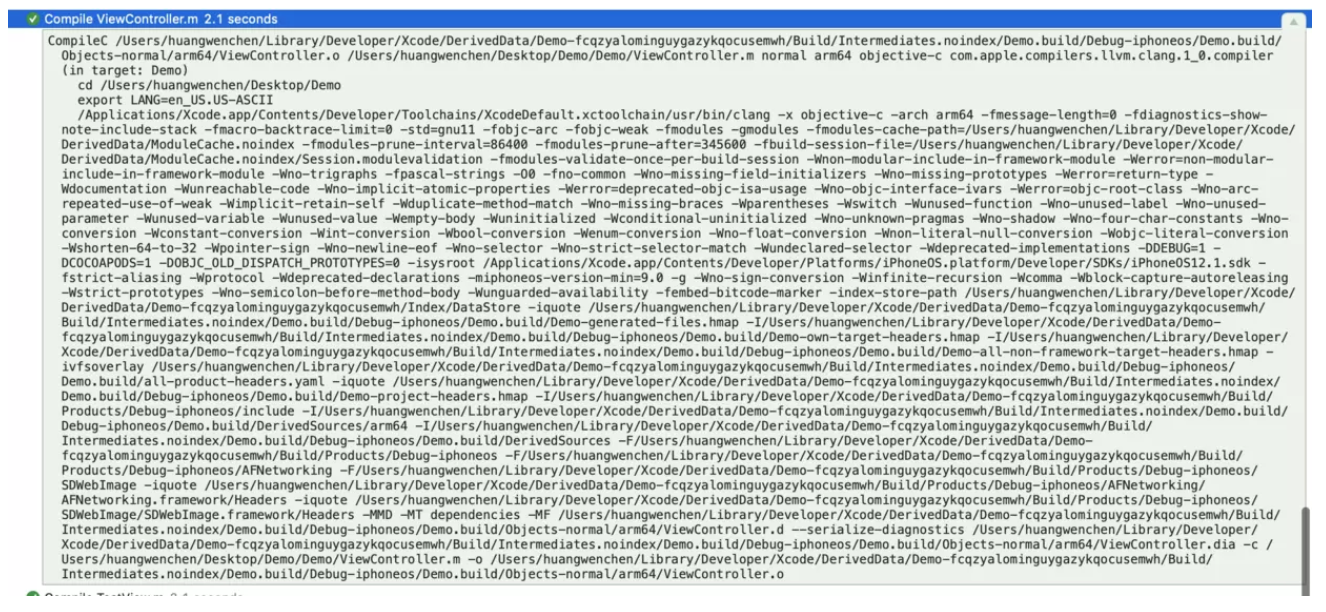 Compile ViewController.m 2.1 seconds
CompileC /Users/huangwenchen/Library/Developer/Xcode/DerivedData/Demo-fcqzyalominguygazykqocusemwh/Build/Intermediates.noindex/Demo.build/Debug-iphoneos/Demo.build/
Objects-normal/arm64/ViewController.o /Users/huangwenchen/Desktop/Demo/Demo/ViewController.m normal arm64 objective-c com.apple.compilers.llvm.clang.1_0.compiler
(in target: Demo)
cd /Users/huangwenchen/Desktop/Demo
export LANG=en_US.US-ASCII
/Applications/Xcode.app/Contents/Developer/Toolchains/XcodeDefault.xctoolchain/usr/bin/clang -x objective-c -arch arm64 -fmessage-length=0 -fdiagnostics-show-
note-include-stack -fmacro-backtrace-limit=0 -std=gnu11 -fobjc-arc -fobjc-weak -fmodules -gmodules -fmodules-cache-path=/Users/huangwenchen/Library/Developer/Xcode/
DerivedData/ModuleCache.noindex -fmodules-prune-interval=86400 -fmodules-prune-after=345600 -fbuild-session-file=/Users/huangwenchen/Library/Developer/Xcode/
DerivedData/ModuleCache.noindex/Session.modulevalidation -fmodules-validate-once-per-build-session -Wnon-modular-include-in-framework-module -Werror=non-modular-
include-in-framework-module -Wno-trigraphs -fpascal-strings -O0 -fno-common -Wno-missing-field-initializers -Wno-missing-prototypes -Werror=return-type -
Wdocumentation -Wunreachable-code -Wno-implicit-atomic-properties -Werror=deprecated-objc-isa-usage -Wno-objc-interface-ivars -Werror=objc-root-class -Wno-arc-
repeated-use-of-weak -Wimplicit-retain-self -Wduplicate-method-match -Wno-missing-braces -Wparentheses -Wswitch -Wunused-function -Wno-unused-label -Wno-unused-
parameter -Wunused-variable -Wunused-value -Wempty-body -Wuninitialized -Wconditional-uninitialized -Wno-unknown-pragmas -Wno-shadow -Wno-four-char-constants -Wno-
conversion -Wconstant-conversion -Wint-conversion -Wbool-conversion -Wenum-conversion -Wno-float-conversion -Wnon-literal-null-conversion -Wobjc-literal-conversion
-Wshorten-64-to-32 -Wpointer-sign -Wno-newline-eof -Wno-selector -Wno-strict-selector-match -Wundeclared-selector -Wdeprecated-implementations -DDEBUG=1 -
DCOCOAPODS=1 -DOBJC_OLD_DISPATCH_PROTOTYPES=0 -isysroot /Applications/Xcode.app/Contents/Developer/Platforms/iPhoneOS.platform/Developer/SDKs/iPhoneOS12.1.sdk -
fstrict-aliasing -Wprotocol -Wdeprecated-declarations -miphoneos-version-min=9.0 -g -Wno-sign-conversion -Winfinite-recursion -Wcomma -Wblock-capture-autoreleasing
-Wstrict-prototypes -Wno-semicolon-before-method-body -Wunguarded-availability -fembed-bitcode-marker -index-store-path /Users/huangwenchen/Library/Developer/Xcode/
DerivedData/Demo-fcqzyalominguygazykqocusemwh/Index/DataStore -iquote /Users/huangwenchen/Library/Developer/Xcode/DerivedData/Demo-fcqzyalominguygazykqocusemwh/
Build/Intermediates.noindex/Demo.build/Debug-iphoneos/Demo.build/Demo-generated-files.hmap -I/Users/huangwenchen/Library/Developer/Xcode/DerivedData/Demo-
fcqzyalominguygazykqocusemwh/Build/Intermediates.noindex/Demo.build/Debug-iphoneos/Demo.build/Demo-own-target-headers.hmap -I/Users/huangwenchen/Library/Developer/
Xcode/DerivedData/Demo-fcqzyalominguygazykqocusemwh/Build/Intermediates.noindex/Demo.build/Debug-iphoneos/Demo.build/Demo-all-non-framework-target-headers.hmap -
ivfsoverlay /Users/huangwenchen/Library/Developer/Xcode/DerivedData/Demo-fcqzyalominguygazykqocusemwh/Build/Intermediates.noindex/Demo.build/Debug-iphoneos/
Demo.build/all-product-headers.yaml -iquote /Users/huangwenchen/Library/Developer/Xcode/DerivedData/Demo-fcqzyalominguygazykqocusemwh/Build/Intermediates.noindex/
Demo.build/Debug-iphoneos/Demo.build/Demo-project-headers.hmap -I/Users/huangwenchen/Library/Developer/Xcode/DerivedData/Demo-fcqzyalominguygazykqocusemwh/Build/
Products/Debug-iphoneos/include -I/Users/huangwenchen/Library/Developer/Xcode/DerivedData/Demo-fcqzyalominguygazykqocusemwh/Build/Intermediates.noindex/Demo.build/
Debug-iphoneos/Demo.build/DerivedSources/arm64 -I/Users/huangwenchen/Library/Developer/Xcode/DerivedData/Demo-fcqzyalominguygazykqocusemwh/Build/
Intermediates.noindex/Demo.build/Debug-iphoneos/Demo.build/DerivedSources -F/Users/huangwenchen/Library/Developer/Xcode/DerivedData/Demo-
fcqzyalominguygazykqocusemwh/Build/Products/Debug-iphoneos -F/Users/huangwenchen/Library/Developer/Xcode/DerivedData/Demo-fcqzyalominguygazykqocusemwh/Build/
Products/Debug-iphoneos/AFNetworking -F/Users/huangwenchen/Library/Developer/Xcode/DerivedData/Demo-fcqzyalominguygazykqocusemwh/Build/Products/Debug-iphoneos/
SDWebImage -iquote /Users/huangwenchen/Library/Developer/Xcode/DerivedData/Demo-fcqzyalominguygazykqocusemwh/Build/Products/Debug-iphoneos/AFNetworking/
AFNetworking.framework/Headers -iquote /Users/huangwenchen/Library/Developer/Xcode/DerivedData/Demo-fcqzyalominguygazykqocusemwh/Build/Products/Debug-iphoneos/
SDWebImage/SDWebImage.framework/Headers -MMD -MT dependencies -MF /Users/huangwenchen/Library/Developer/Xcode/DerivedData/Demo-fcqzyalominguygazykqocusemwh/Build/
Intermediates.noindex/Demo.build/Debug-iphoneos/Demo.build/Objects-normal/arm64/ViewController.d --serialize-diagnostics /Users/huangwenchen/Library/Developer/
Xcode/DerivedData/Demo-fcqzyalominguygazykqocusemwh/Build/Intermediates.noindex/Demo.build/Debug-iphoneos/Demo.build/Objects-normal/arm64/ViewController.dia -c /
Users/huangwenchen/Desktop/Demo/Demo/ViewController.m -o /Users/huangwenchen/Library/Developer/Xcode/DerivedData/Demo-fcqzyalominguygazykqocusemwh/Build/
Intermediates.noindex/Demo.build/Debug-iphoneos/Demo.build/Objects-normal/arm64/ViewController.o